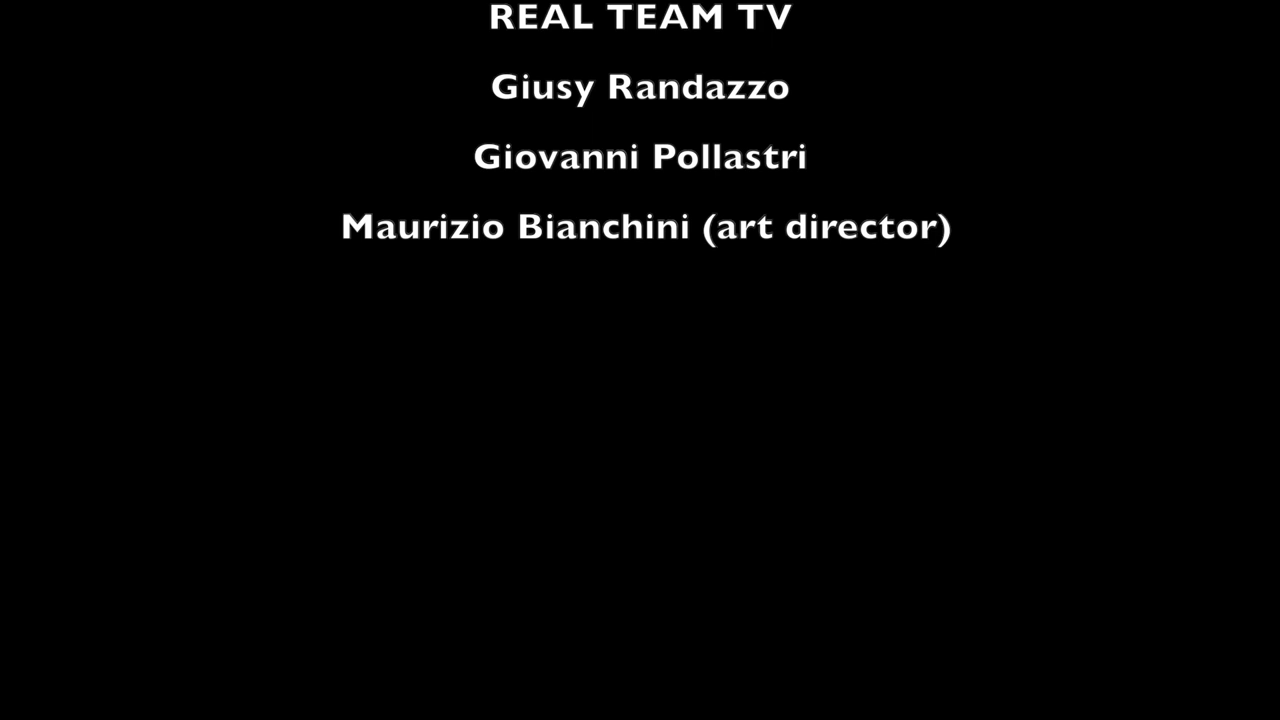 REAL TEAM TV
Giusy Randazzo
Giovanni Pollastri
Maurizio Bianchini (art director)